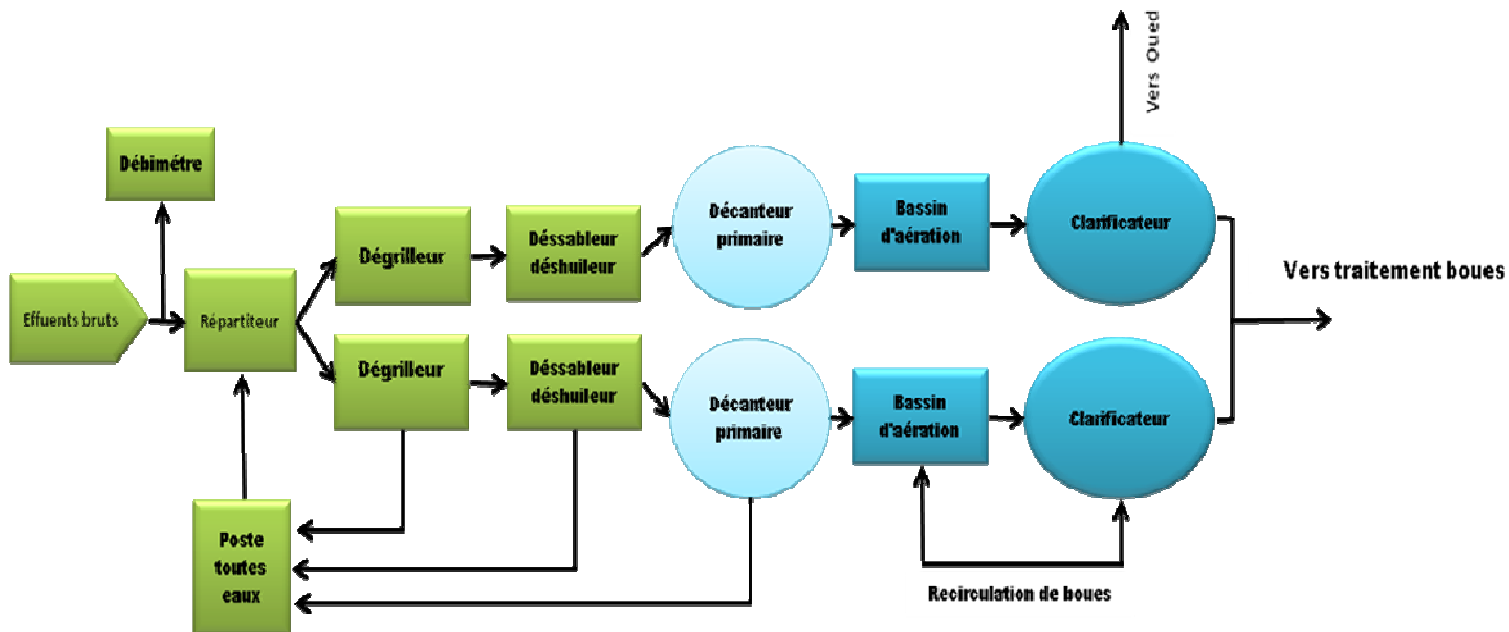 Vers Oued
Débimétre
Effuents bruts
Répartiteur
Dégrilleur
Déssableur
déshuileur
Décanteur
primaire
Bassin
d'aération
Clarificateur
Vers traitement boues
Dégrilleur
Déssableur
déshuileur
Décanteur
primaire
Bassin
d'aération
Clarificateur
Poste
toutes
eaux
Recirculation de boues